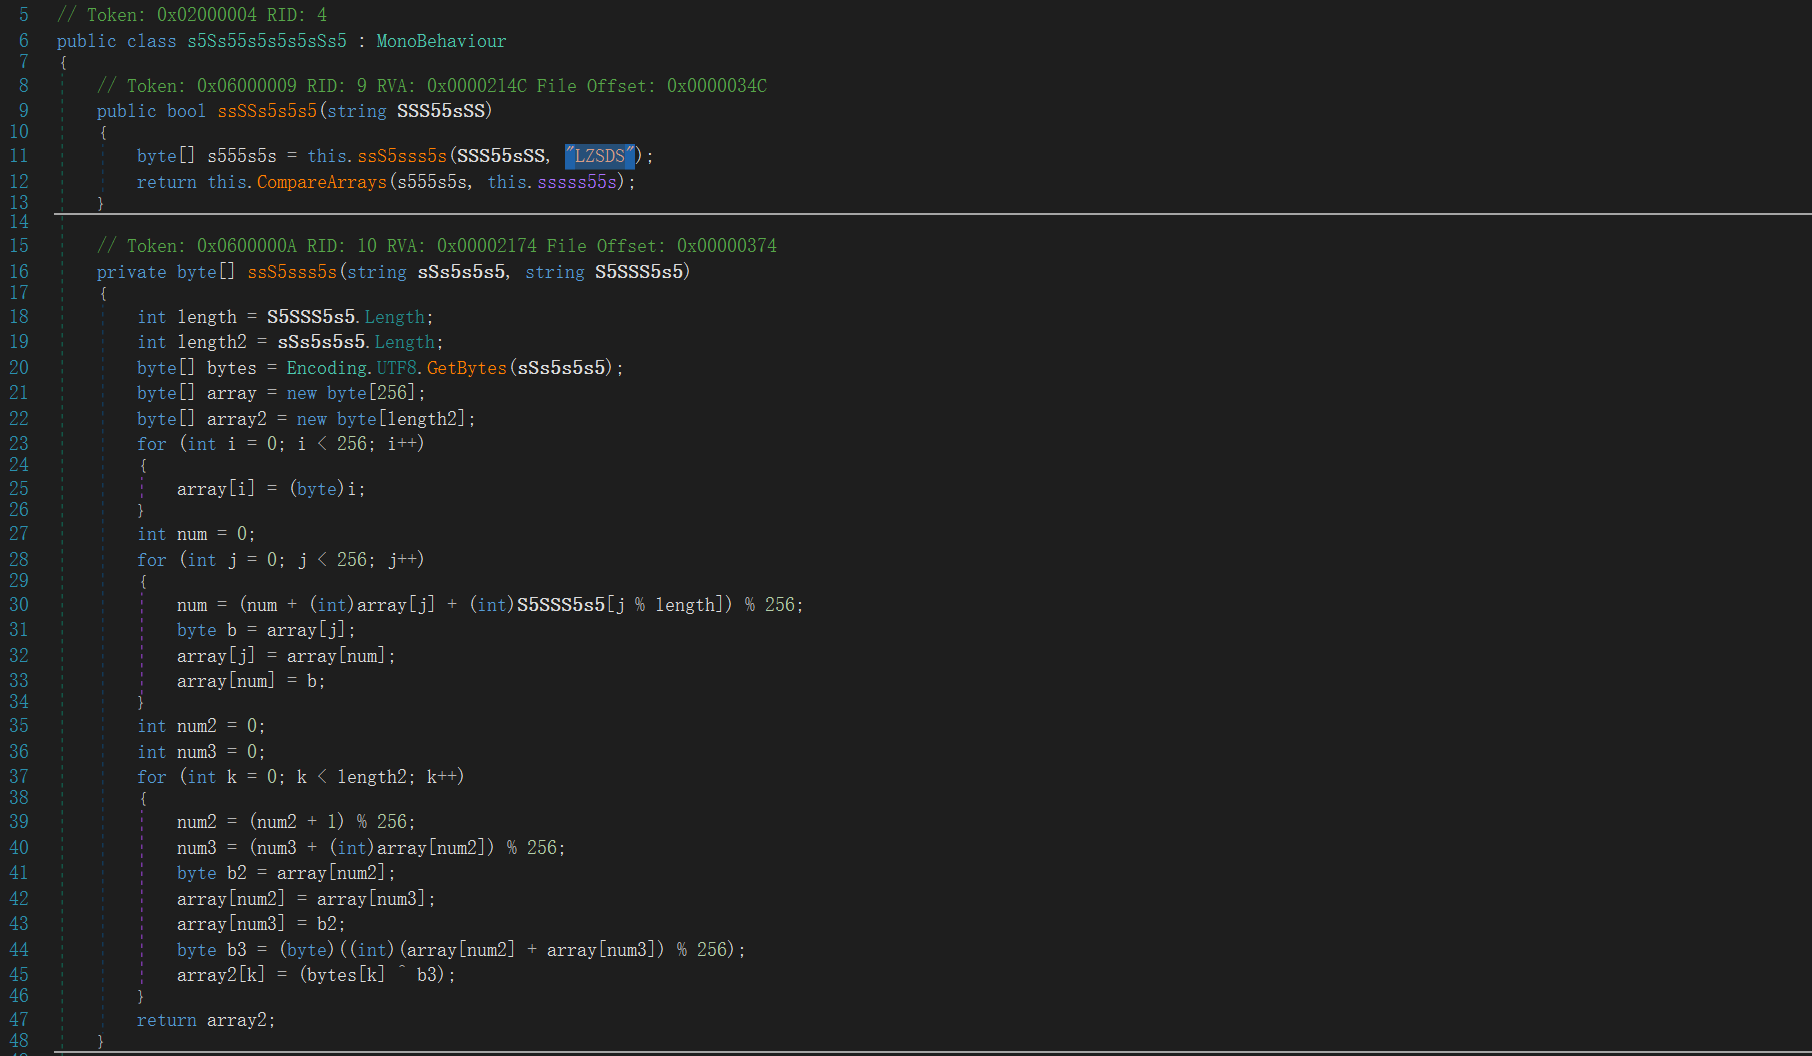 5 // Token: 0x02000004 RID: 4
6 public class s5Ss55s5s5s5sSs5 : MonoBehaviour
7 {
8 // Token: 0x06000009 RID: 9 RVA: 0x0000214C File Offset: 0x0000034C
9 public bool ssSSs5s5s5(string SSS55sSS)
10 {
11 byte[] s555s5s = this.ssS5sss5s(SSS55sSS, "LZSDS");
12 return this.CompareArrays(s555s5s, this.sssss55s);
13 }
14
15 // Token: 0x0600000A RID: 10 RVA: 0x00002174 File Offset: 0x00000374
16 private byte[] ssS5sss5s(string sSs5s5s5, string S5SSS5s5)
17 {
18 int length = S5SSS5s5.Length;
19 int length2 = sSs5s5s5.Length;
20 byte[] bytes = Encoding.UTF8.GetBytes(sSs5s5s5);
21 byte[] array = new byte[256];
22 byte[] array2 = new byte[length2];
23 for (int i = 0; i < 256; i++)
24 {
25 array[i] = (byte)i;
26 }
27 int num = 0;
28 for (int j = 0; j < 256; j++)
29 {
30 num = (num + (int)array[j] + (int)S5SSS5s5[j % length]) % 256;
31 byte b = array[j];
32 array[j] = array[num];
33 array[num] = b;
34 }
35 int num2 = 0;
36 int num3 = 0;
37 for (int k = 0; k < length2; k++)
38 {
39 num2 = (num2 + 1) % 256;
40 num3 = (num3 + (int)array[num2]) % 256;
41 byte b2 = array[num2];
42 array[num2] = array[num3];
43 array[num3] = b2;
44 byte b3 = (byte)((int)(array[num2] + array[num3]) % 256);
45 array2[k] = (bytes[k] ^ b3);
46 }
47 return array2;
48 }